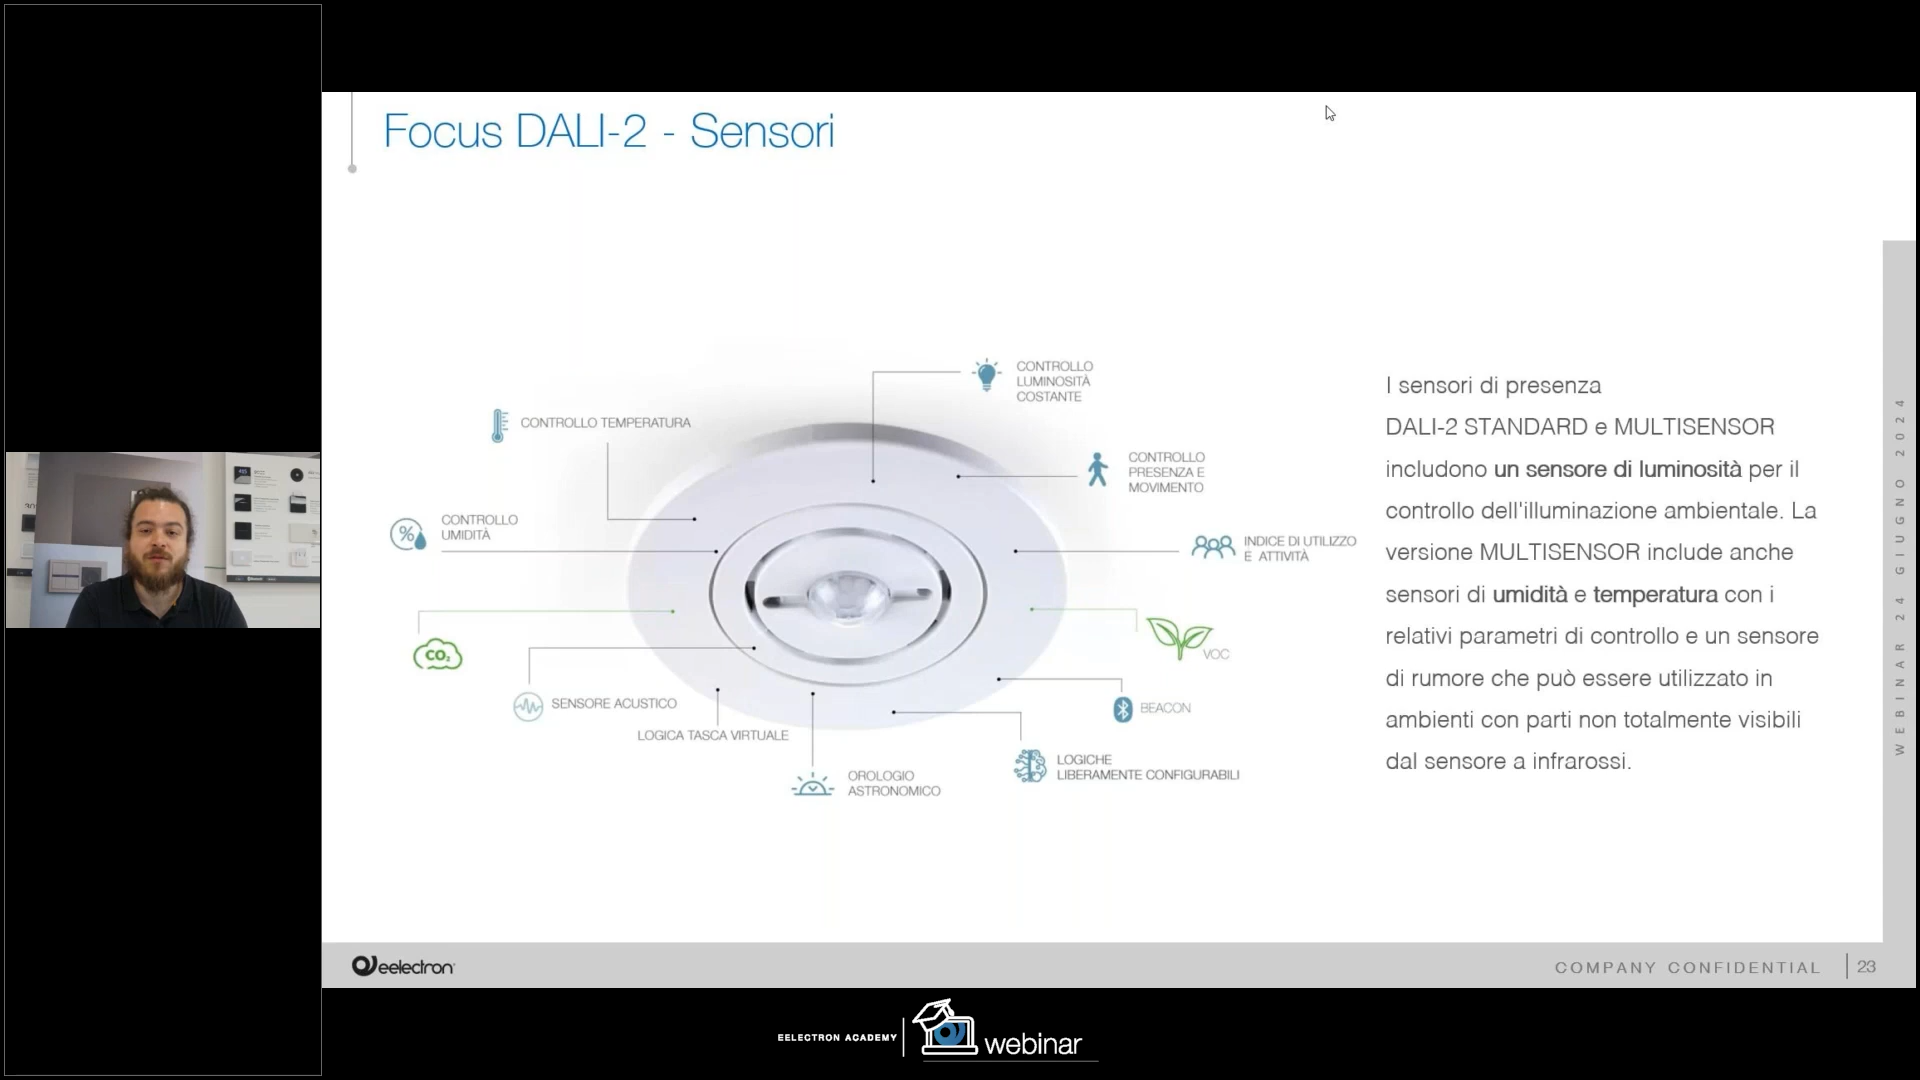 Focus DALI-2 - Sensori
CONTROLLO
LUMINOSITÀ
COSTANTE
CONTROLLO TEMPERATURA
CONTROLLO
PRESENZA E
MOVIMENTO
%
CONTROLLO
UMIDITÀ
INDICE DI UTILIZZO
E ATTIVITÀ
CO2
VOC
SENSORE ACUSTICO
BEACON
LOGICA TASCA VIRTUALE
LOGICHE
LIBERAMENTE CONFIGURABILI
OROLOGIO
ASTRONOMICO
I sensori di presenza
DALI-2 STANDARD e MULTISENSOR
includono un sensore di luminosità per il
controllo dell'illuminazione ambientale. La
versione MULTISENSOR include anche
sensori di umidità e temperatura con i
relativi parametri di controllo e un sensore
di rumore che può essere utilizzato in
ambienti con parti non totalmente visibili
dal sensore a infrarossi.
WEBINAR 24 GIUGNO 2024
eelectron
COMPANY CONFIDENTIAL
23
EELECTRON ACADEMY
webinar